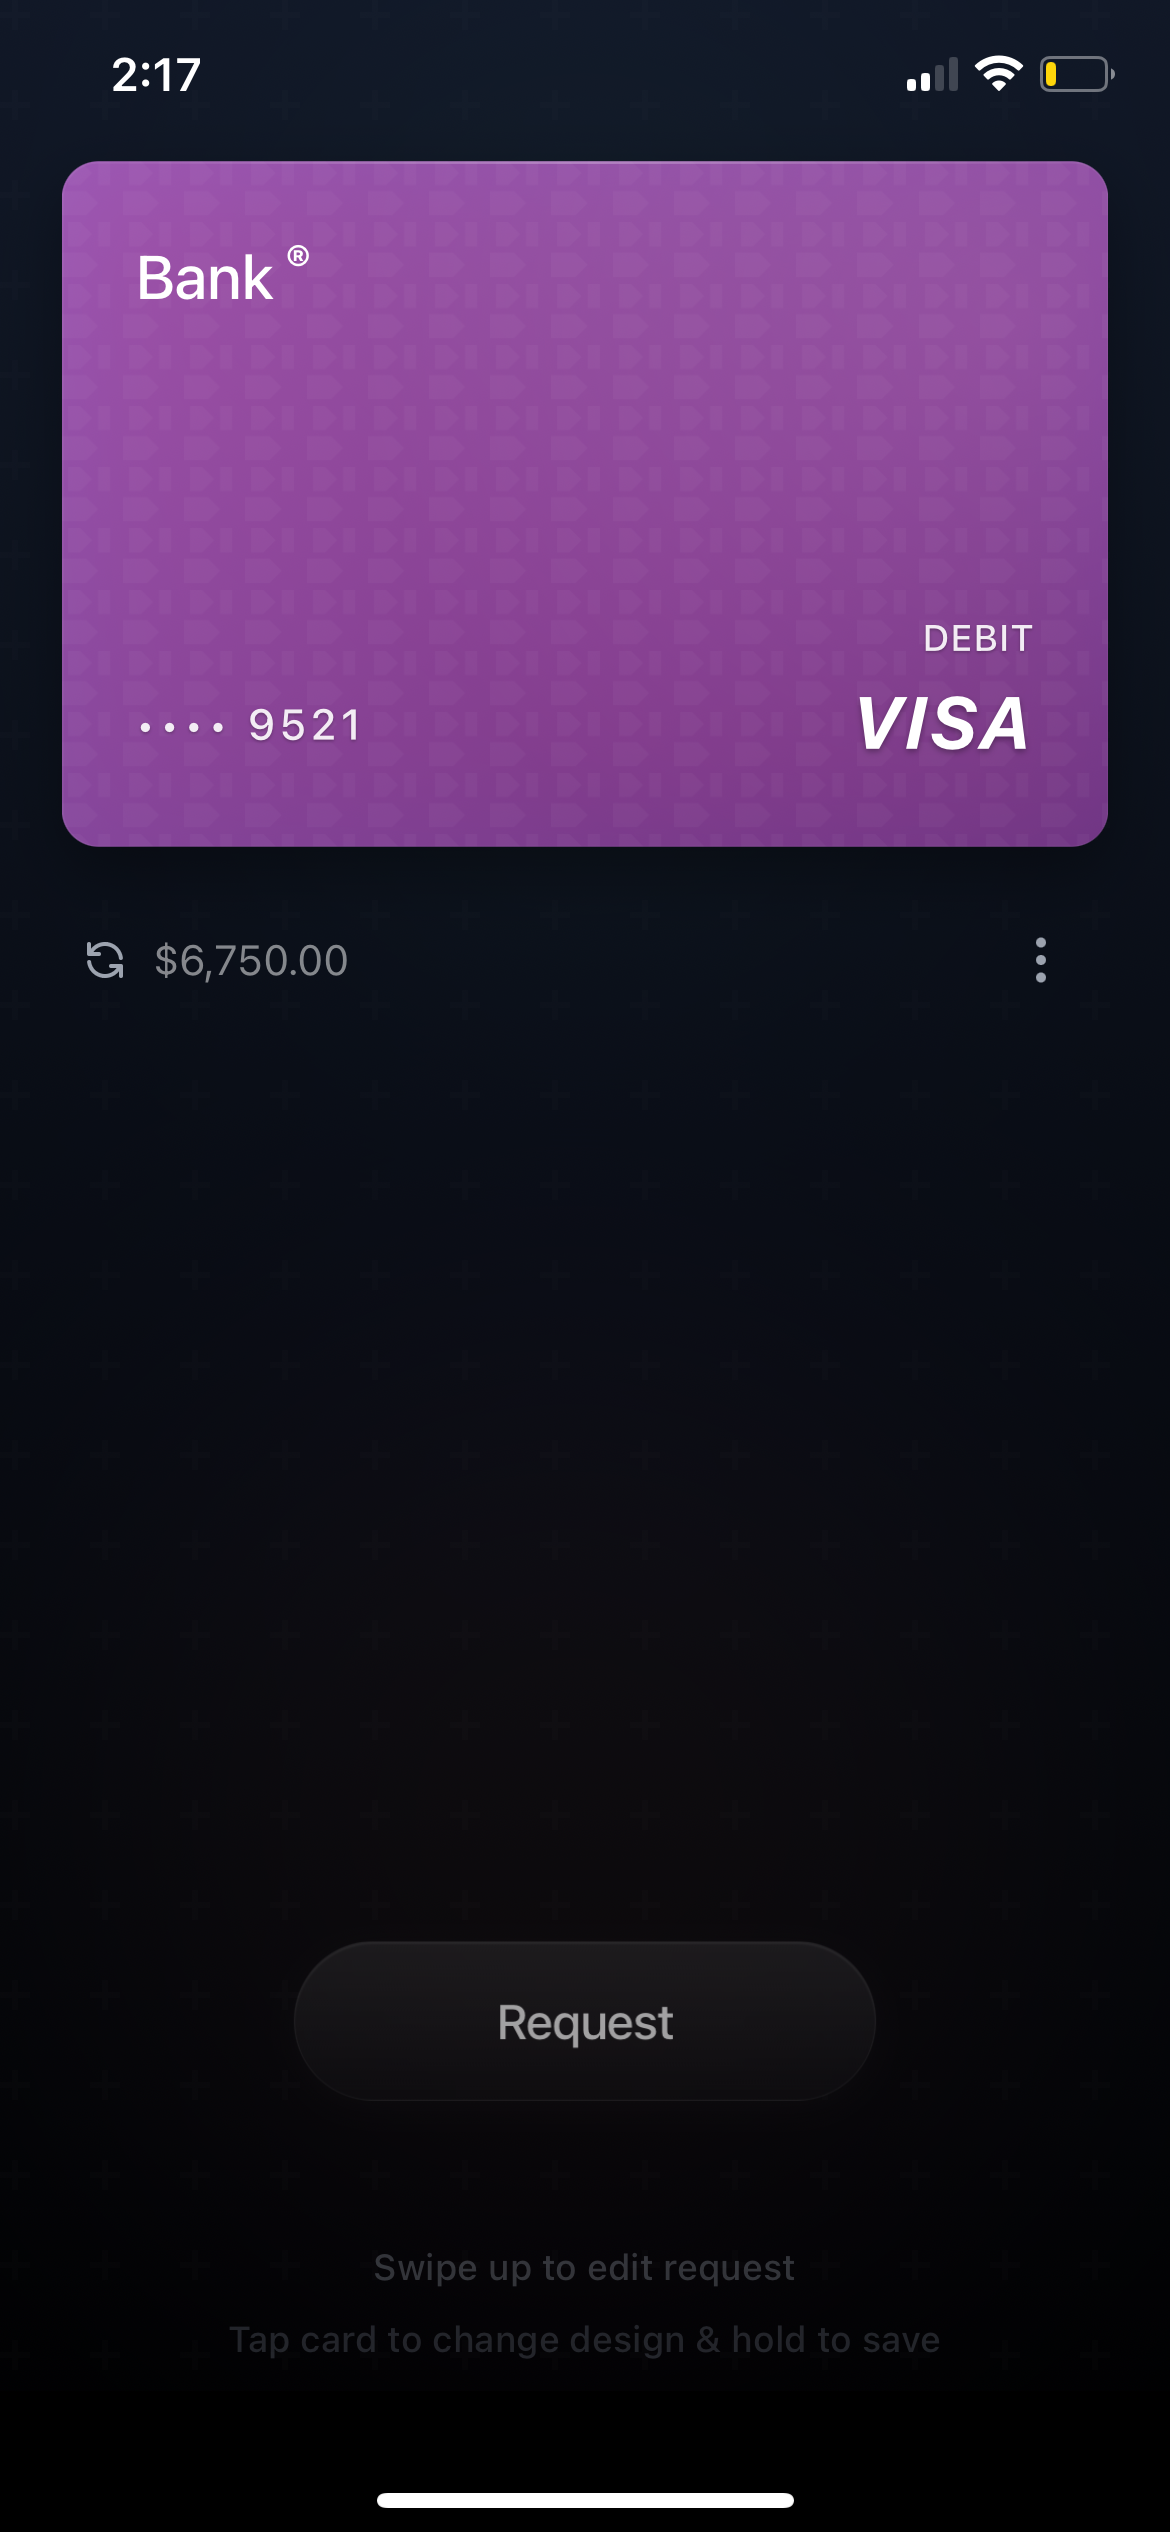 2:17
Bank ®
DEBIT
•••• 9521
VISA
$6,750.00
Request
Swipe up to edit request
Tap card to change design & hold to save